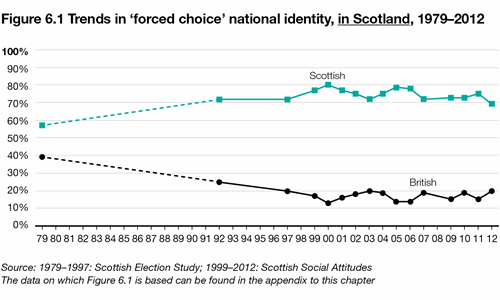 Figure 6.1 Trends in ‘forced choice’ national identity, in Scotland, 1979–2012
100%
90%
80%
70%
60%
50%
40%
30%
20%
10%
0%
Scottish
British
79 80 81 82 83 84 85 86 87 88 89 90 91 92 93 94 95 96 97 98 99 00 01 02 03 04 05 06 07 08 09 10 11 12
Source: 1979–1997: Scottish Election Study; 1999–2012: Scottish Social Attitudes
The data on which Figure 6.1 is based can be found in the appendix to this chapter